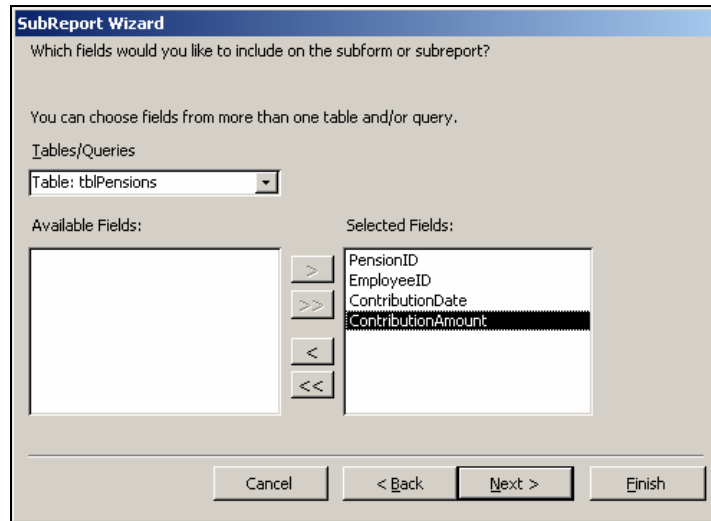 SubReport Wizard
Which fields would you like to include on the subform or subreport?
You can choose fields from more than one table and/or query.
Tables/Queries
Table: tblPensions
Available Fields:
Selected Fields:
PensionID
EmployeeID
ContributionDate
ContributionAmount
>
>>
<
<<
Cancel
< Back
Next >
Finish